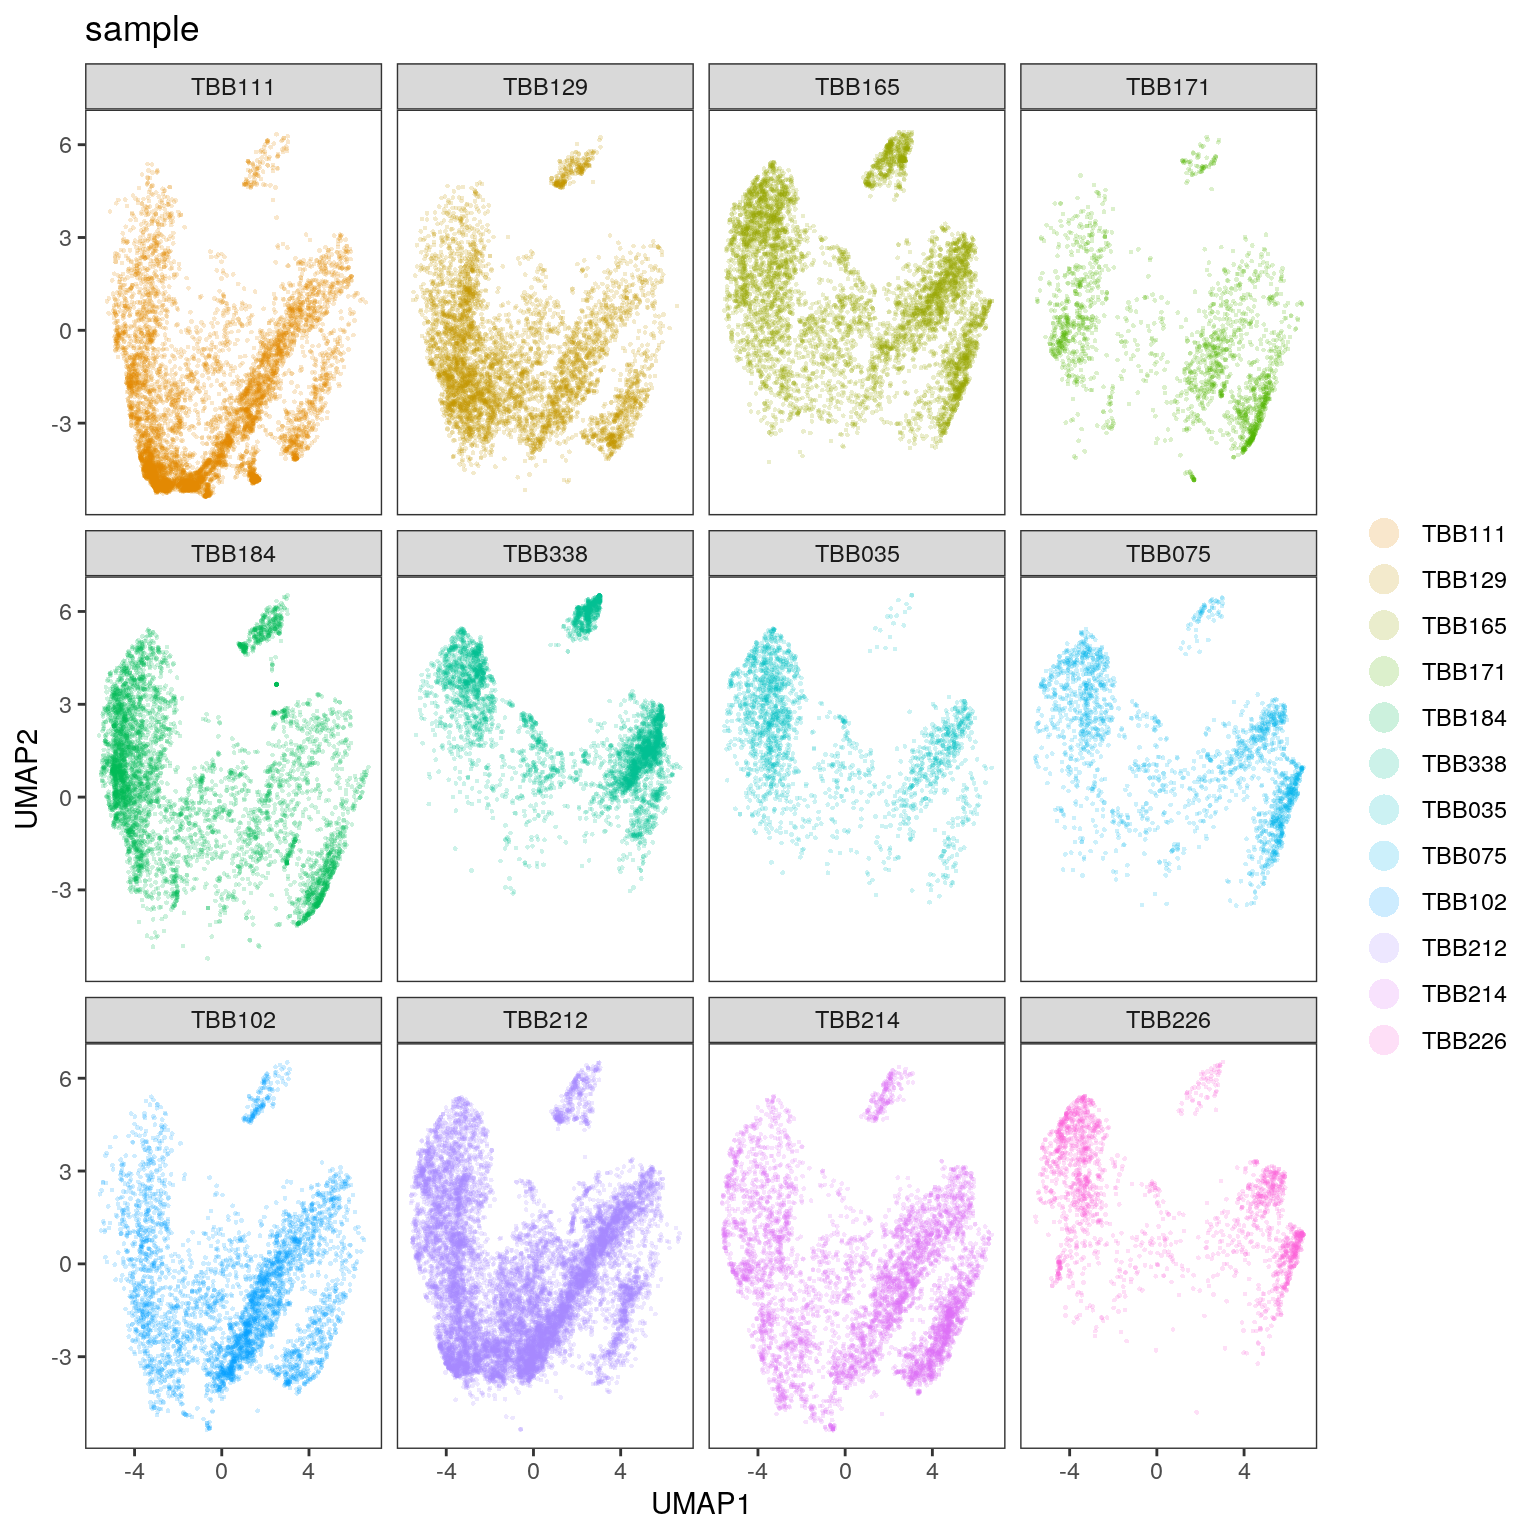 sample
TBB111 TBB129 TBB165 TBB171
6
3
0
-3
TBB184 TBB338 TBB035 TBB075
6
3
0
-3
UMAP2
TBB102 TBB212 TBB214 TBB226
6
3
0
-3
-4 0 4 -4 0 4 -4 0 4 -4 0 4
UMAP1
TBB111
TBB129
TBB165
TBB171
TBB184
TBB338
TBB035
TBB075
TBB102
TBB212
TBB214
TBB226